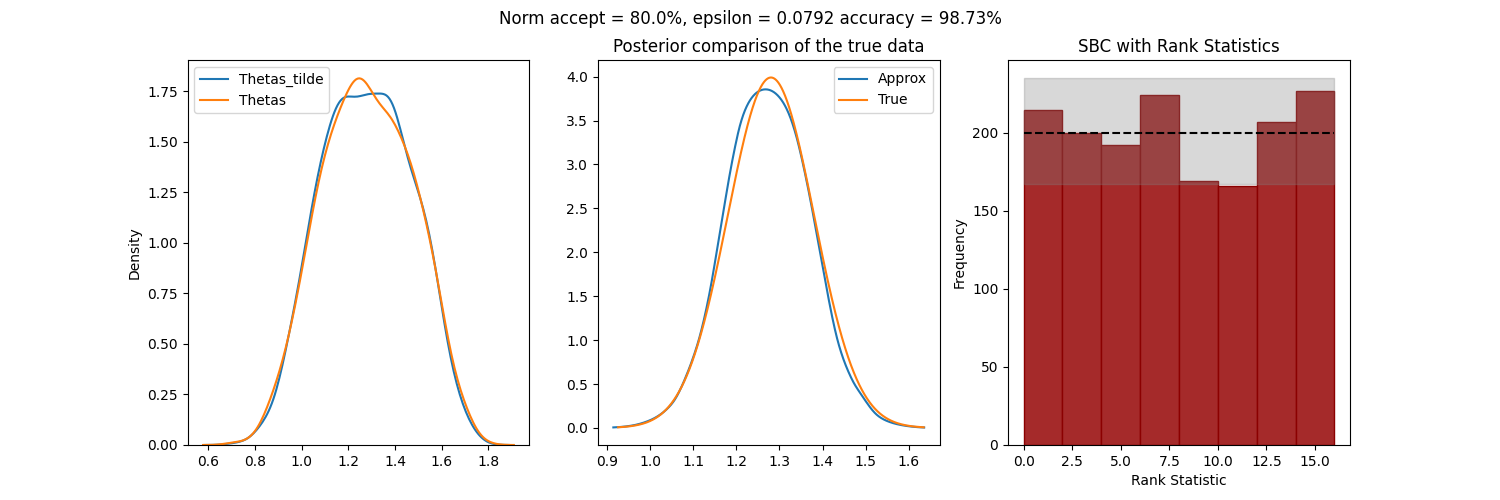 Norm accept = 80.0%, epsilon = 0.0792 accuracy = 98.73%
Thetas_tilde
Thetas
Density
0.00
0.25
0.50
0.75
1.00
1.25
1.50
1.75
0.6 0.8 1.0 1.2 1.4 1.6 1.8
Posterior comparison of the true data
Approx
True
0.0
0.5
1.0
1.5
2.0
2.5
3.0
3.5
4.0
0.9 1.0 1.1 1.2 1.3 1.4 1.5 1.6
SBC with Rank Statistics
Frequency
0
50
100
150
200
0.0 2.5 5.0 7.5 10.0 12.5 15.0
Rank Statistic